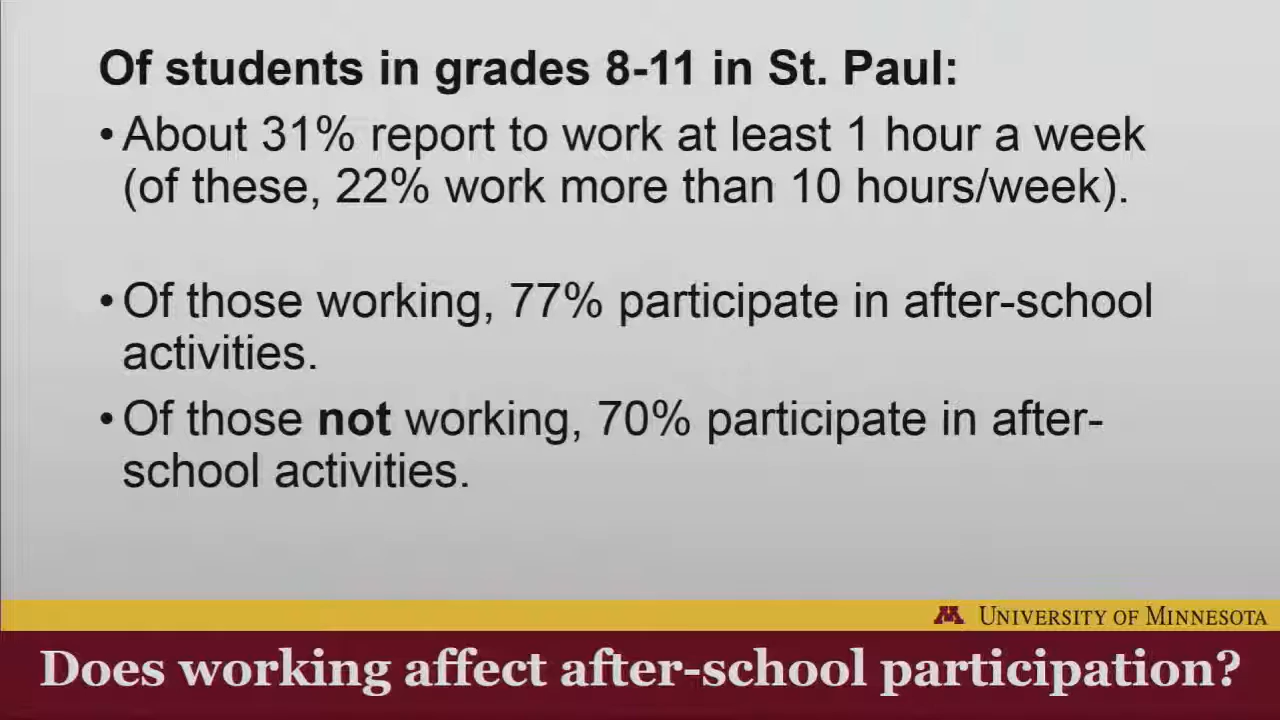 Of students in grades 8-11 in St. Paul:
•About 31% report to work at least 1 hour a week
(of these, 22% work more than 10 hours/week).
•Of those working, 77% participate in after-school
activities.
•Of those not working, 70% participate in after-
school activities.
M UNIVERSITY OF MINNESOTA
Does working affect after-school participation?